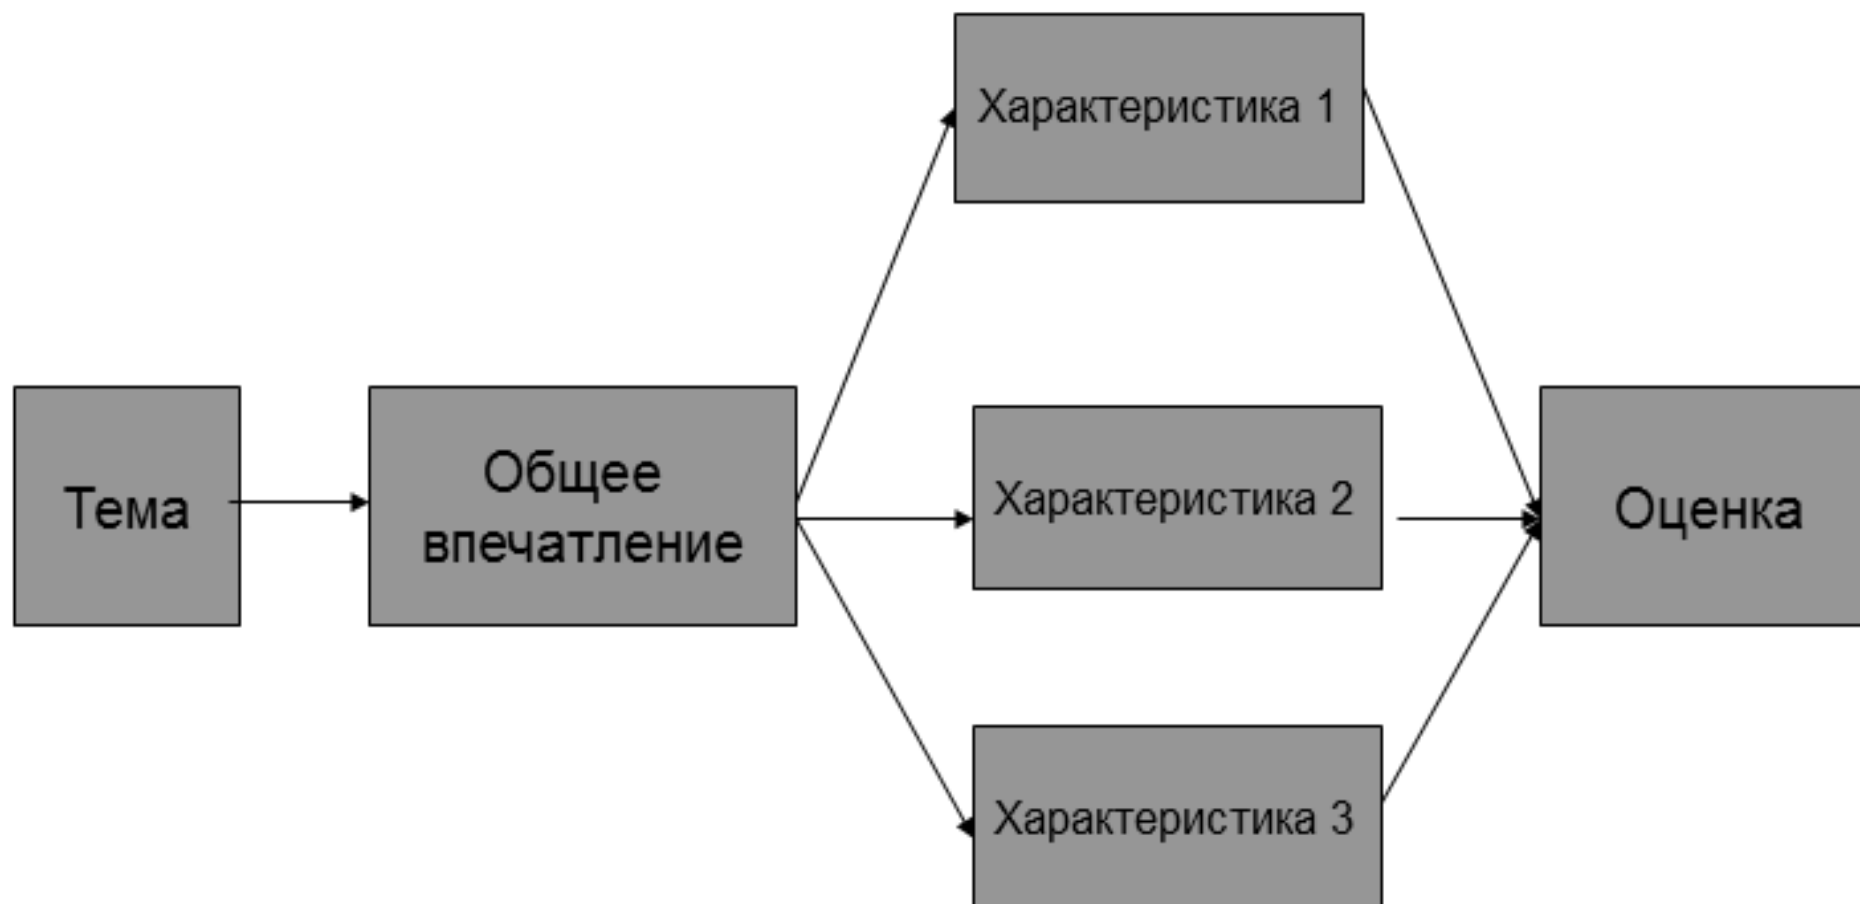 Тема
Общее
впечатление
Характеристика 1
Характеристика 2
Характеристика 3
Оценка